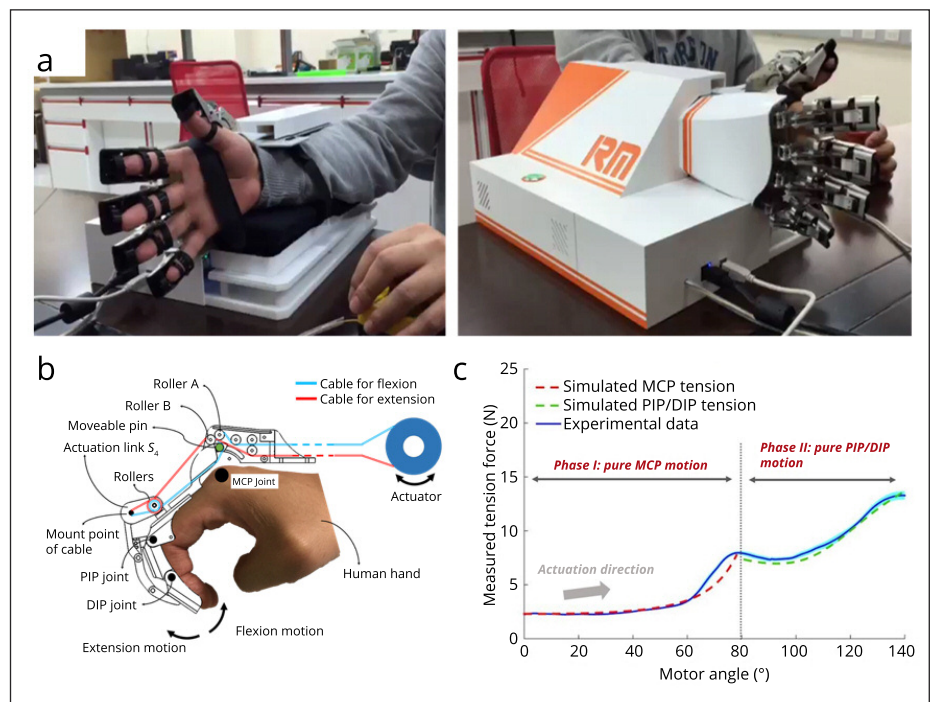 a
IRM
b
Roller A
Roller B
Moveable pin
Actuation link S4
Rollers
Mount point
of cable
PIP joint
DIP joint
Extension motion
Flexion motion
Human hand
MCP Joint
Cable for flexion
Cable for extension
Actuator
c
25
20
15
10
5
0
Measured tension force (N)
Simulated MCP tension
Simulated PIP/DIP tension
Experimental data
Phase I: pure MCP motion
Phase II: pure PIP/DIP
motion
Actuation direction
0 20 40 60 80 100 120 140
Motor angle (°)